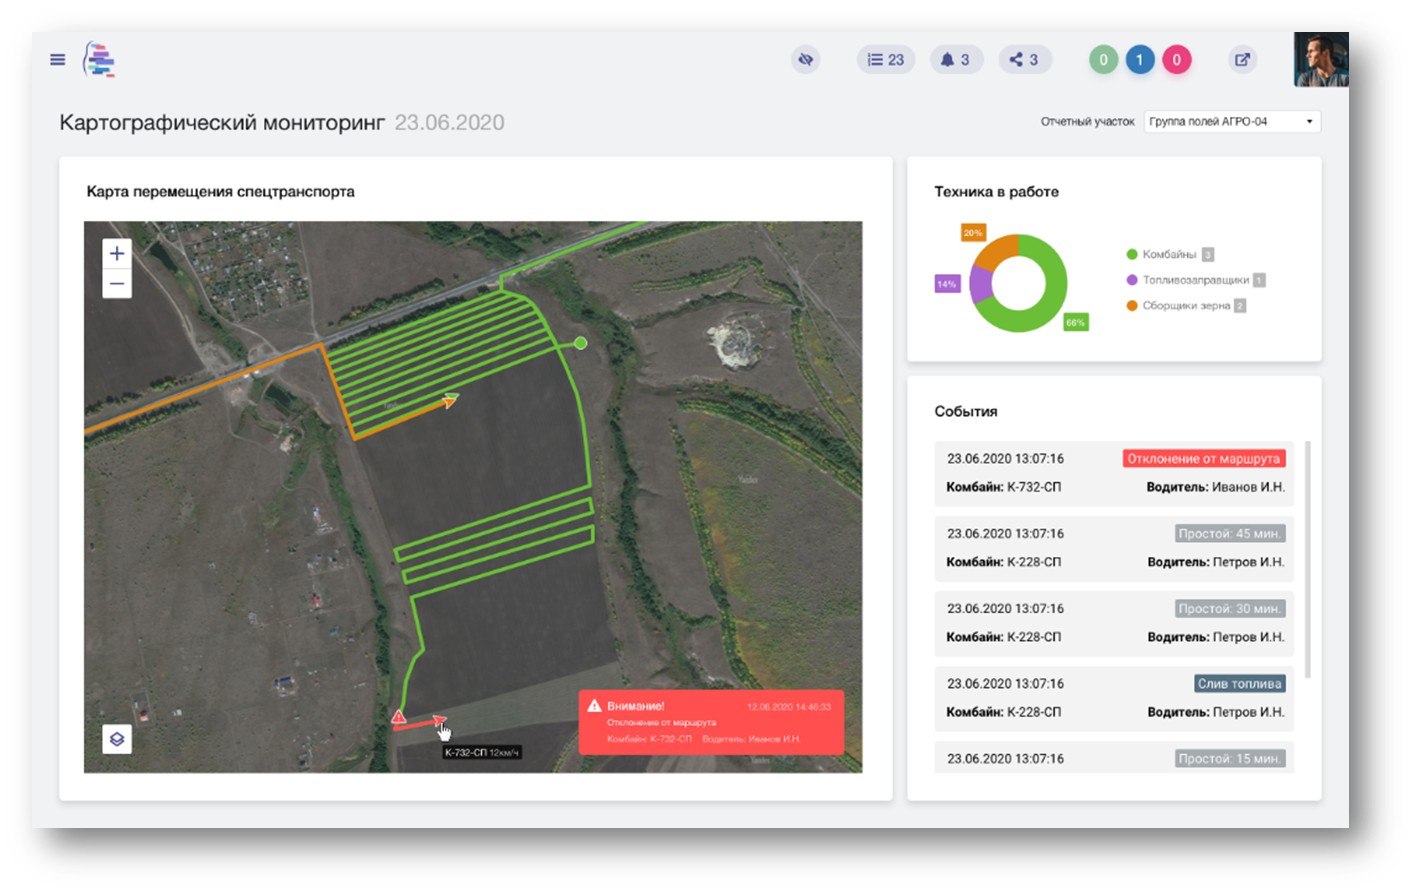 23
3
3
0
1
0
Картографический мониторинг 23.06.2020
Отчетный участок
Группа полей АГРО-04
Карта перемещения спецтранспорта
+
−
Yandex
Внимание!
12.06.2020 14:46:33
Отклонение от маршрута
Комбайн: К-732-СП
Водитель: Иванов И.Н.
К-732-СП 12км/ч
Техника в работе
20%
14%
66%
Комбайны 3
Топливозаправщики 1
Сборщики зерна 2
События
23.06.2020 13:07:16
Отклонение от маршрута
Комбайн: К-732-СП
Водитель: Иванов И.Н.
23.06.2020 13:07:16
Простой: 45 мин.
Комбайн: К-228-СП
Водитель: Петров И.Н.
23.06.2020 13:07:16
Простой: 30 мин.
Комбайн: К-228-СП
Водитель: Петров И.Н.
23.06.2020 13:07:16
Слив топлива
Комбайн: К-228-СП
Водитель: Петров И.Н.
23.06.2020 13:07:16
Простой: 15 мин.